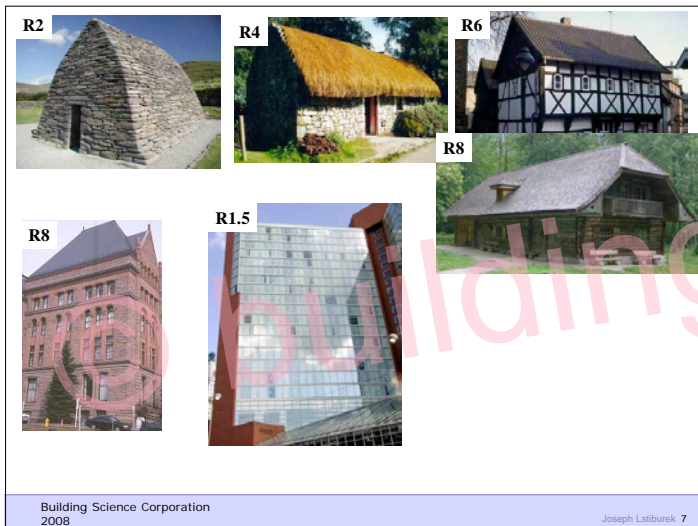 R2
R4
R6
R8
R8
R1.5
© building
Building Science Corporation
2008
Joseph Lstiburek 7